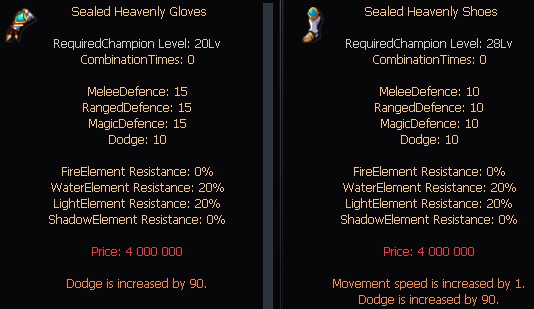 Sealed Heavenly Gloves
RequiredChampion Level: 20Lv
CombinationTimes: 0
MeleeDefence: 15
RangedDefence: 15
MagicDefence: 15
Dodge: 10
FireElement Resistance: 0%
WaterElement Resistance: 20%
LightElement Resistance: 20%
ShadowElement Resistance: 0%
Price: 4 000 000
Dodge is increased by 90.
Sealed Heavenly Shoes
RequiredChampion Level: 28Lv
CombinationTimes: 0
MeleeDefence: 10
RangedDefence: 10
MagicDefence: 10
Dodge: 10
FireElement Resistance: 0%
WaterElement Resistance: 20%
LightElement Resistance: 20%
ShadowElement Resistance: 0%
Price: 4 000 000
Movement speed is increased by 1.
Dodge is increased by 90.